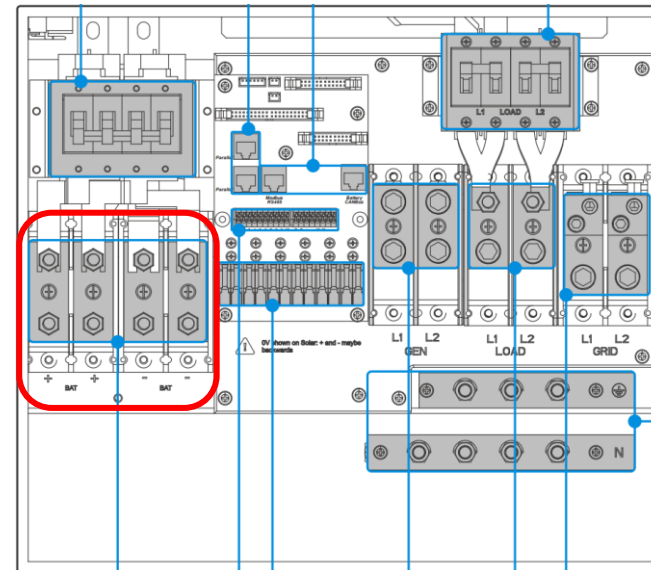 L1 LOAD L2
Parallel
Parallel
Modbus
RS485
Battery
CANBus
0V shown on Solar: + and - maybe
backwards
L1 L2
GEN
L1 L2
LOAD
L1 L2
GRID
+ + - -
BAT BAT
N